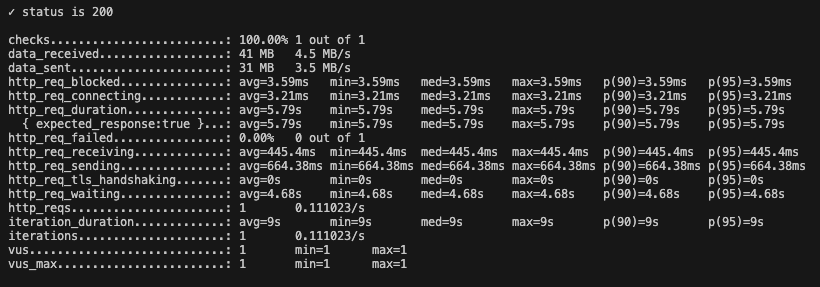 ✓ status is 200
checks.........................: 100.00% 1 out of 1
data_received..................: 41 MB   4.5 MB/s
data_sent......................: 31 MB   3.5 MB/s
http_req_blocked...............: avg=3.59ms   min=3.59ms   med=3.59ms   max=3.59ms   p(90)=3.59ms   p(95)=3.59ms
http_req_connecting............: avg=3.21ms   min=3.21ms   med=3.21ms   max=3.21ms   p(90)=3.21ms   p(95)=3.21ms
http_req_duration..............: avg=5.79s    min=5.79s    med=5.79s    max=5.79s    p(90)=5.79s    p(95)=5.79s
  { expected_response:true }...: avg=5.79s    min=5.79s    med=5.79s    max=5.79s    p(90)=5.79s    p(95)=5.79s
http_req_failed................: 0.00%   0 out of 1
http_req_receiving.............: avg=445.4ms  min=445.4ms  med=445.4ms  max=445.4ms  p(90)=445.4ms  p(95)=445.4ms
http_req_sending...............: avg=664.38ms min=664.38ms med=664.38ms max=664.38ms p(90)=664.38ms p(95)=664.38ms
http_req_tls_handshaking.......: avg=0s       min=0s       med=0s       max=0s       p(90)=0s       p(95)=0s
http_req_waiting...............: avg=4.68s    min=4.68s    med=4.68s    max=4.68s    p(90)=4.68s    p(95)=4.68s
http_reqs......................: 1       0.111023/s
iteration_duration.............: avg=9s       min=9s       med=9s       max=9s       p(90)=9s       p(95)=9s
iterations.....................: 1       0.111023/s
vus............................: 1       min=1      max=1
vus_max........................: 1       min=1      max=1